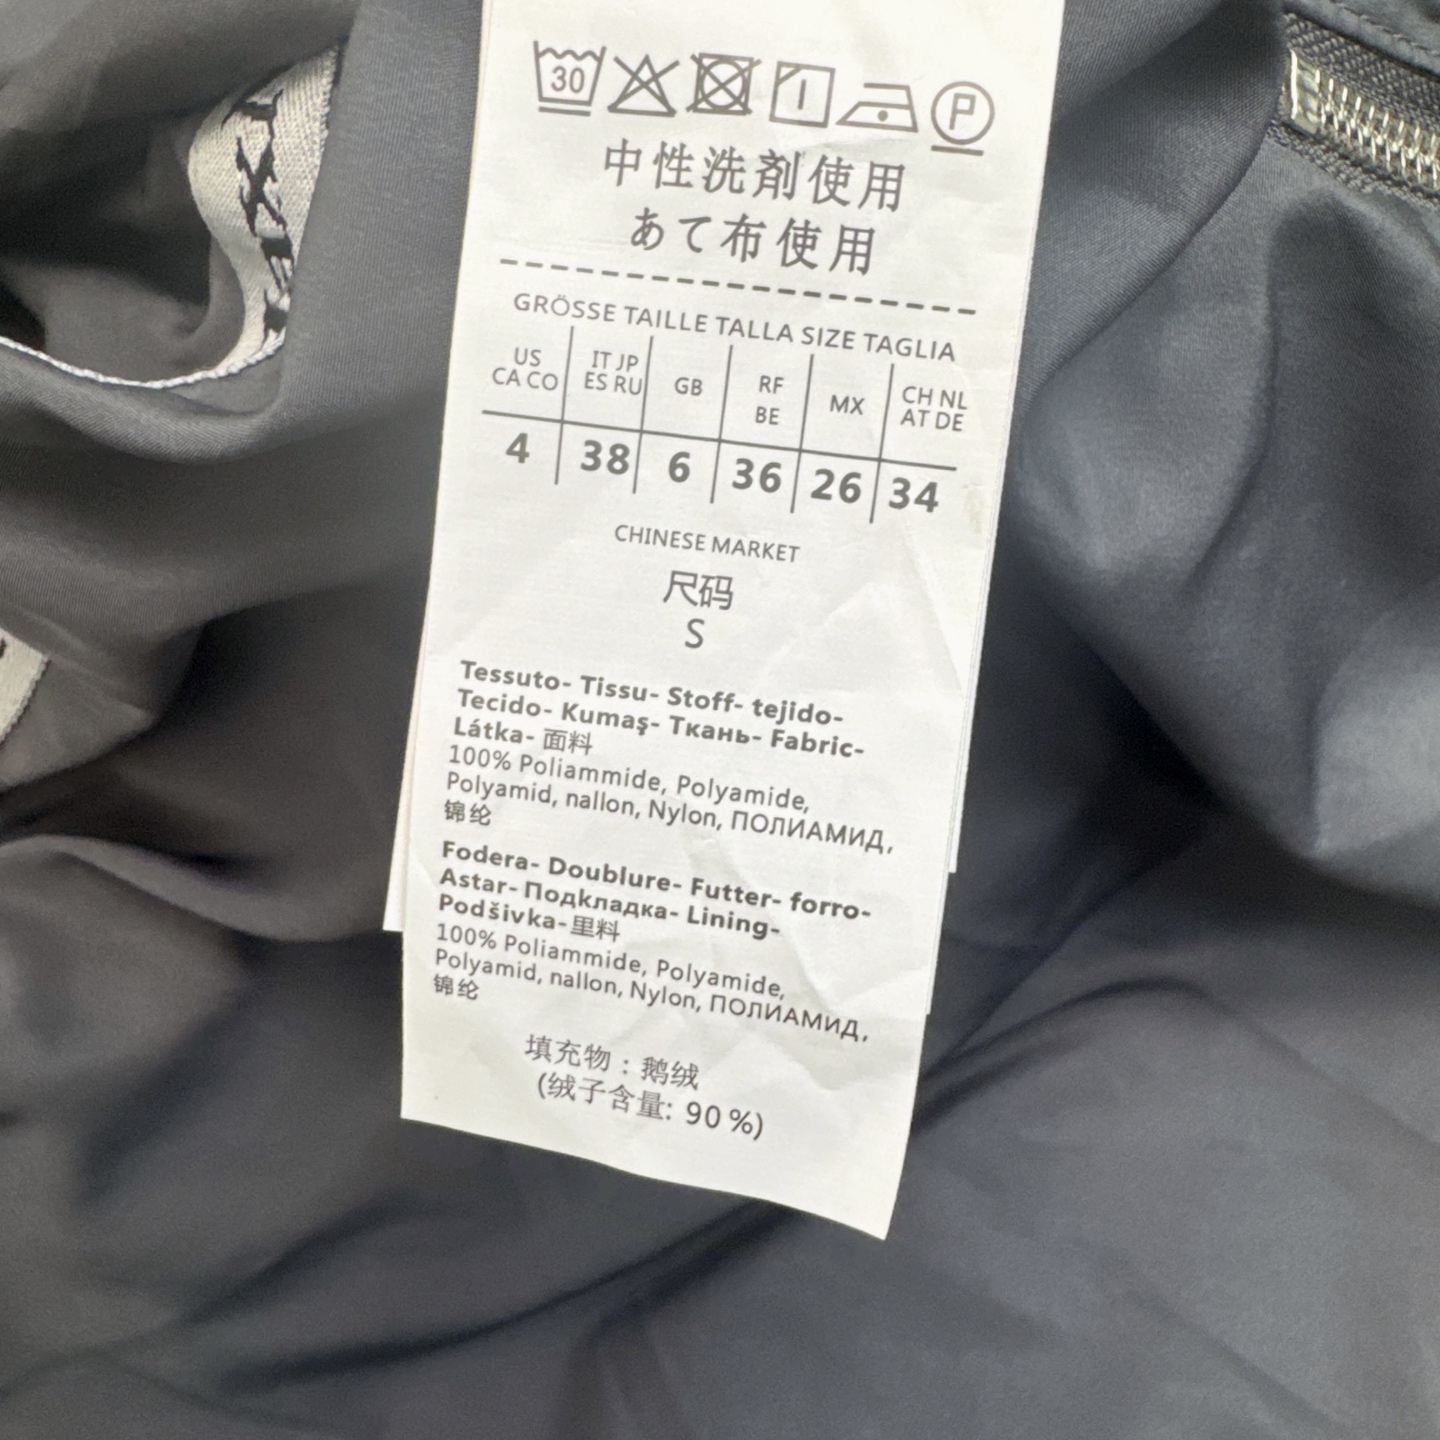 30
P
中性洗剤使用
あて布使用
GRÖSSE TAILLE TALLA SIZE TAGLIA
US CA CO
IT JP ES RU
GB
RF BE
MX
CH NL AT DE
4 38 6 36 26 34
CHINESE MARKET
尺码
S
Tessuto- Tissu- Stoff- tejido-
Tecido- Kumaş- Ткань- Fabric-
Látka- 面料
100% Poliammide, Polyamide,
Polyamid, nallon, Nylon, ПОЛИАМИД,
锦纶
Fodera- Doublure- Futter- forro-
Astar- Подкладка- Lining-
Podšivka- 里料
100% Poliammide, Polyamide,
Polyamid, nallon, Nylon, ПОЛИАМИД,
锦纶
填充物：鹅绒
(绒子含量: 90%)